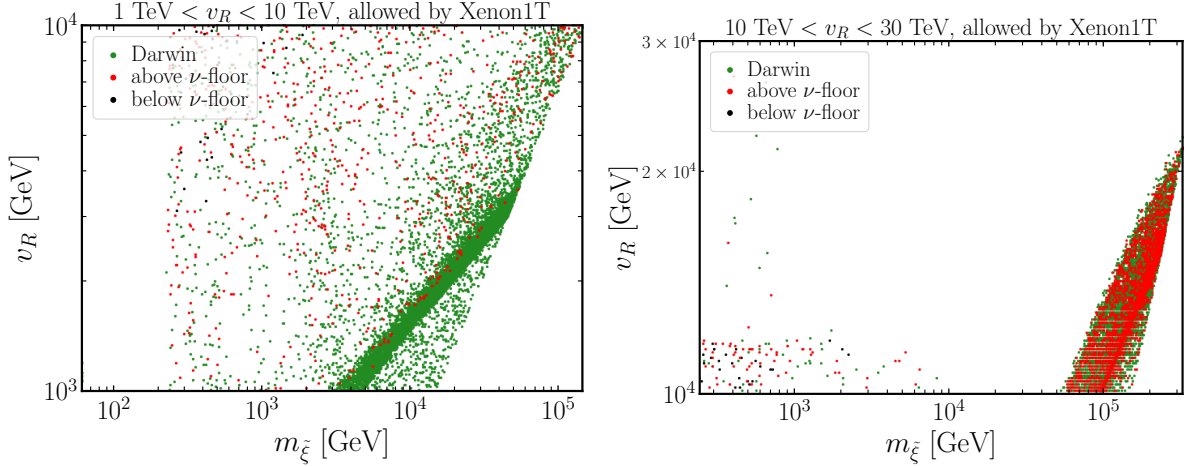 1 TeV < v_R < 10 TeV, allowed by Xenon1T
10^4
Darwin
above ν-floor
below ν-floor
v_R [GeV]
10^3
10^2
10^3
10^4
10^5
m_ξ̃ [GeV]
10 TeV < v_R < 30 TeV, allowed by Xenon1T
3 × 10^4
Darwin
above ν-floor
below ν-floor
2 × 10^4
v_R [GeV]
10^4
10^3
10^4
10^5
m_ξ̃ [GeV]